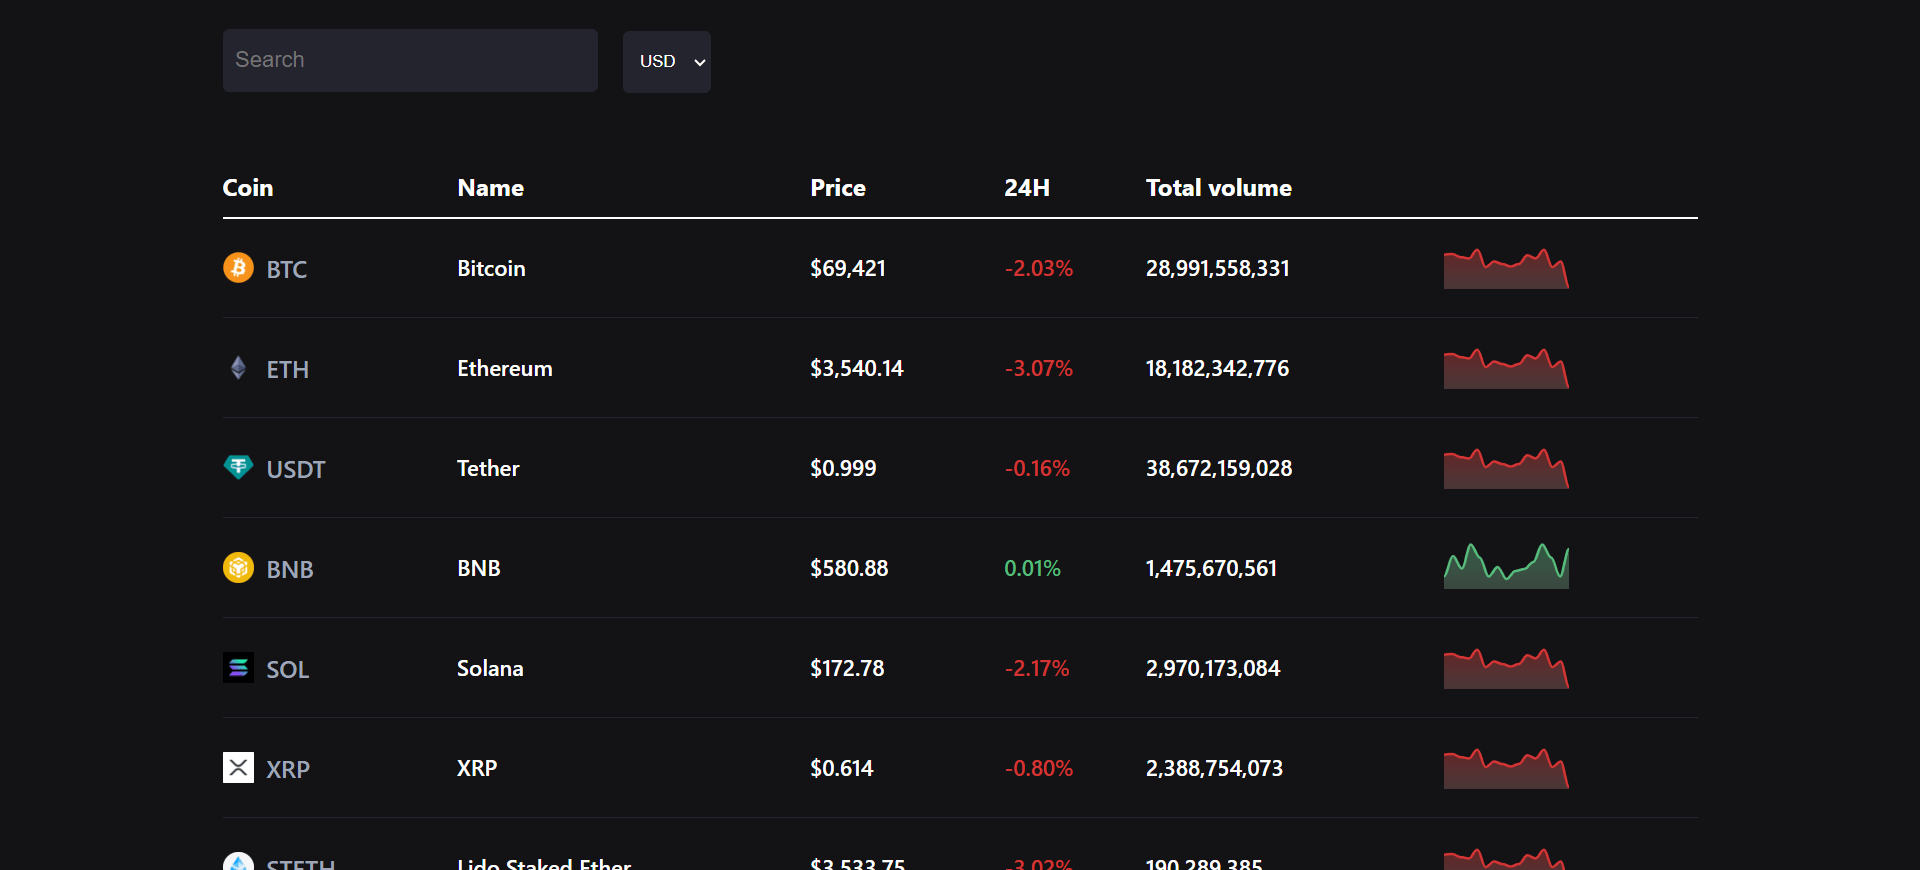 Search USD
Coin Name Price 24H Total volume
BTC Bitcoin $69,421 -2.03% 28,991,558,331
ETH Ethereum $3,540.14 -3.07% 18,182,342,776
USDT Tether $0.999 -0.16% 38,672,159,028
BNB BNB $580.88 0.01% 1,475,670,561
SOL Solana $172.78 -2.17% 2,970,173,084
XRP XRP $0.614 -0.80% 2,388,754,073
STETH Lido Staked Ether $3,533.75 -3.02% 190,289,385